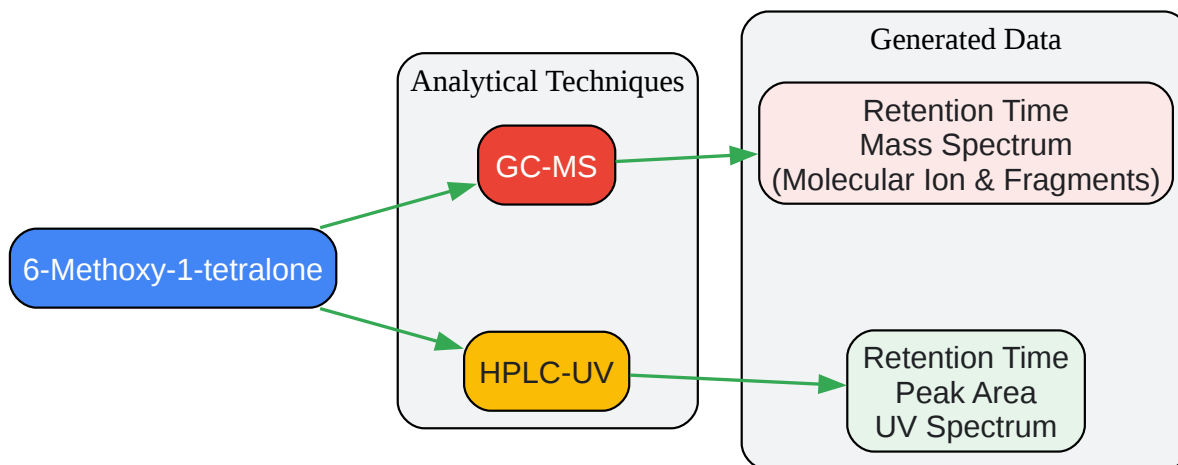 6-Methoxy-1-tetralone
Analytical Techniques
GC-MS
HPLC-UV
Generated Data
Retention Time
Mass Spectrum
(Molecular Ion & Fragments)
Retention Time
Peak Area
UV Spectrum